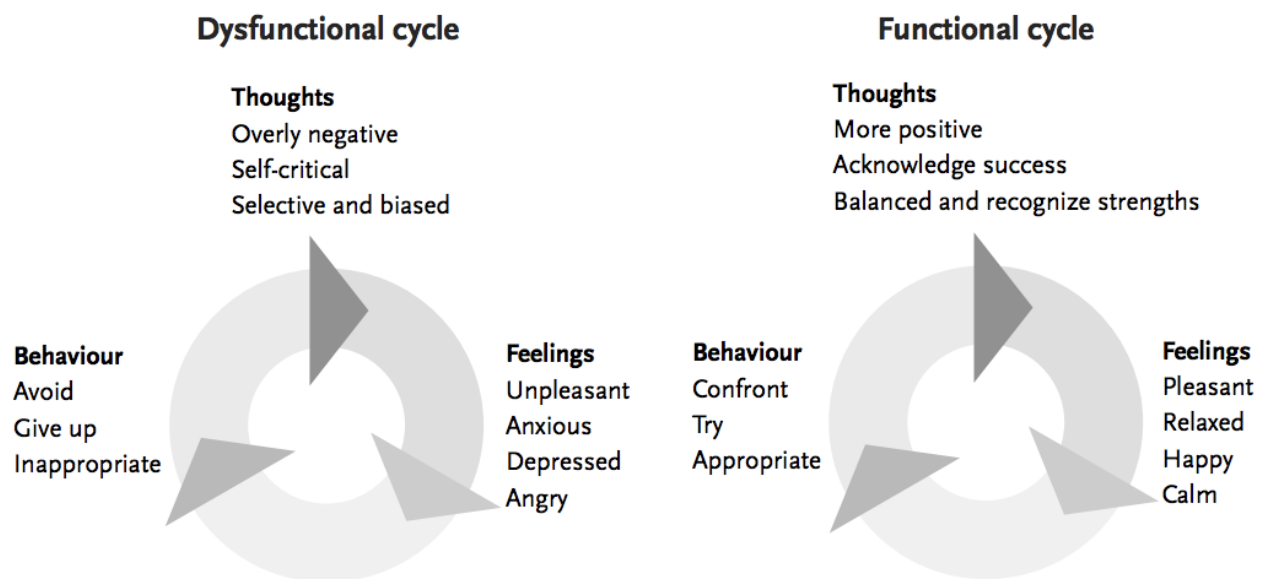 Dysfunctional cycle
Thoughts
Overly negative
Self-critical
Selective and biased
Behaviour
Avoid
Give up
Inappropriate
Feelings
Unpleasant
Anxious
Depressed
Angry
Functional cycle
Thoughts
More positive
Acknowledge success
Balanced and recognize strengths
Behaviour
Confront
Try
Appropriate
Feelings
Pleasant
Relaxed
Happy
Calm